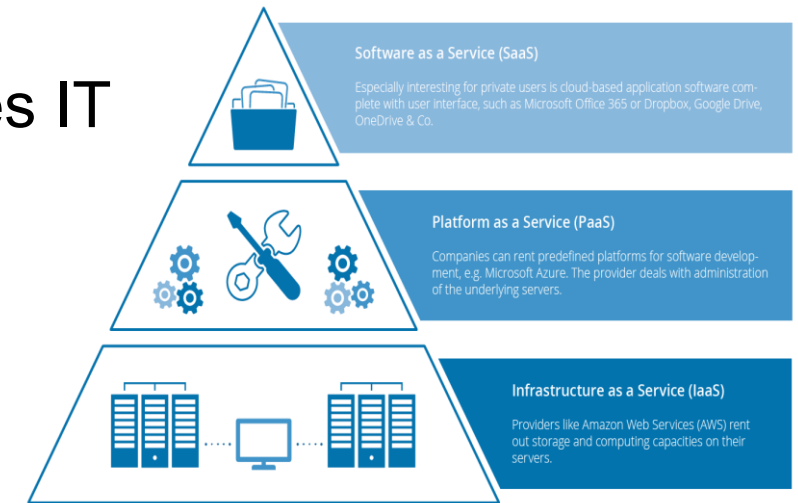 es IT
Software as a Service (SaaS)
Especially interesting for private users is cloud-based application software com-
plete with user interface, such as Microsoft Office 365 or Dropbox, Google Drive,
OneDrive & Co.
Platform as a Service (PaaS)
Companies can rent predefined platforms for software develop-
ment, e.g. Microsoft Azure. The provider deals with administration
of the underlying servers.
Infrastructure as a Service (IaaS)
Providers like Amazon Web Services (AWS) rent
out storage and computing capacities on their
servers.